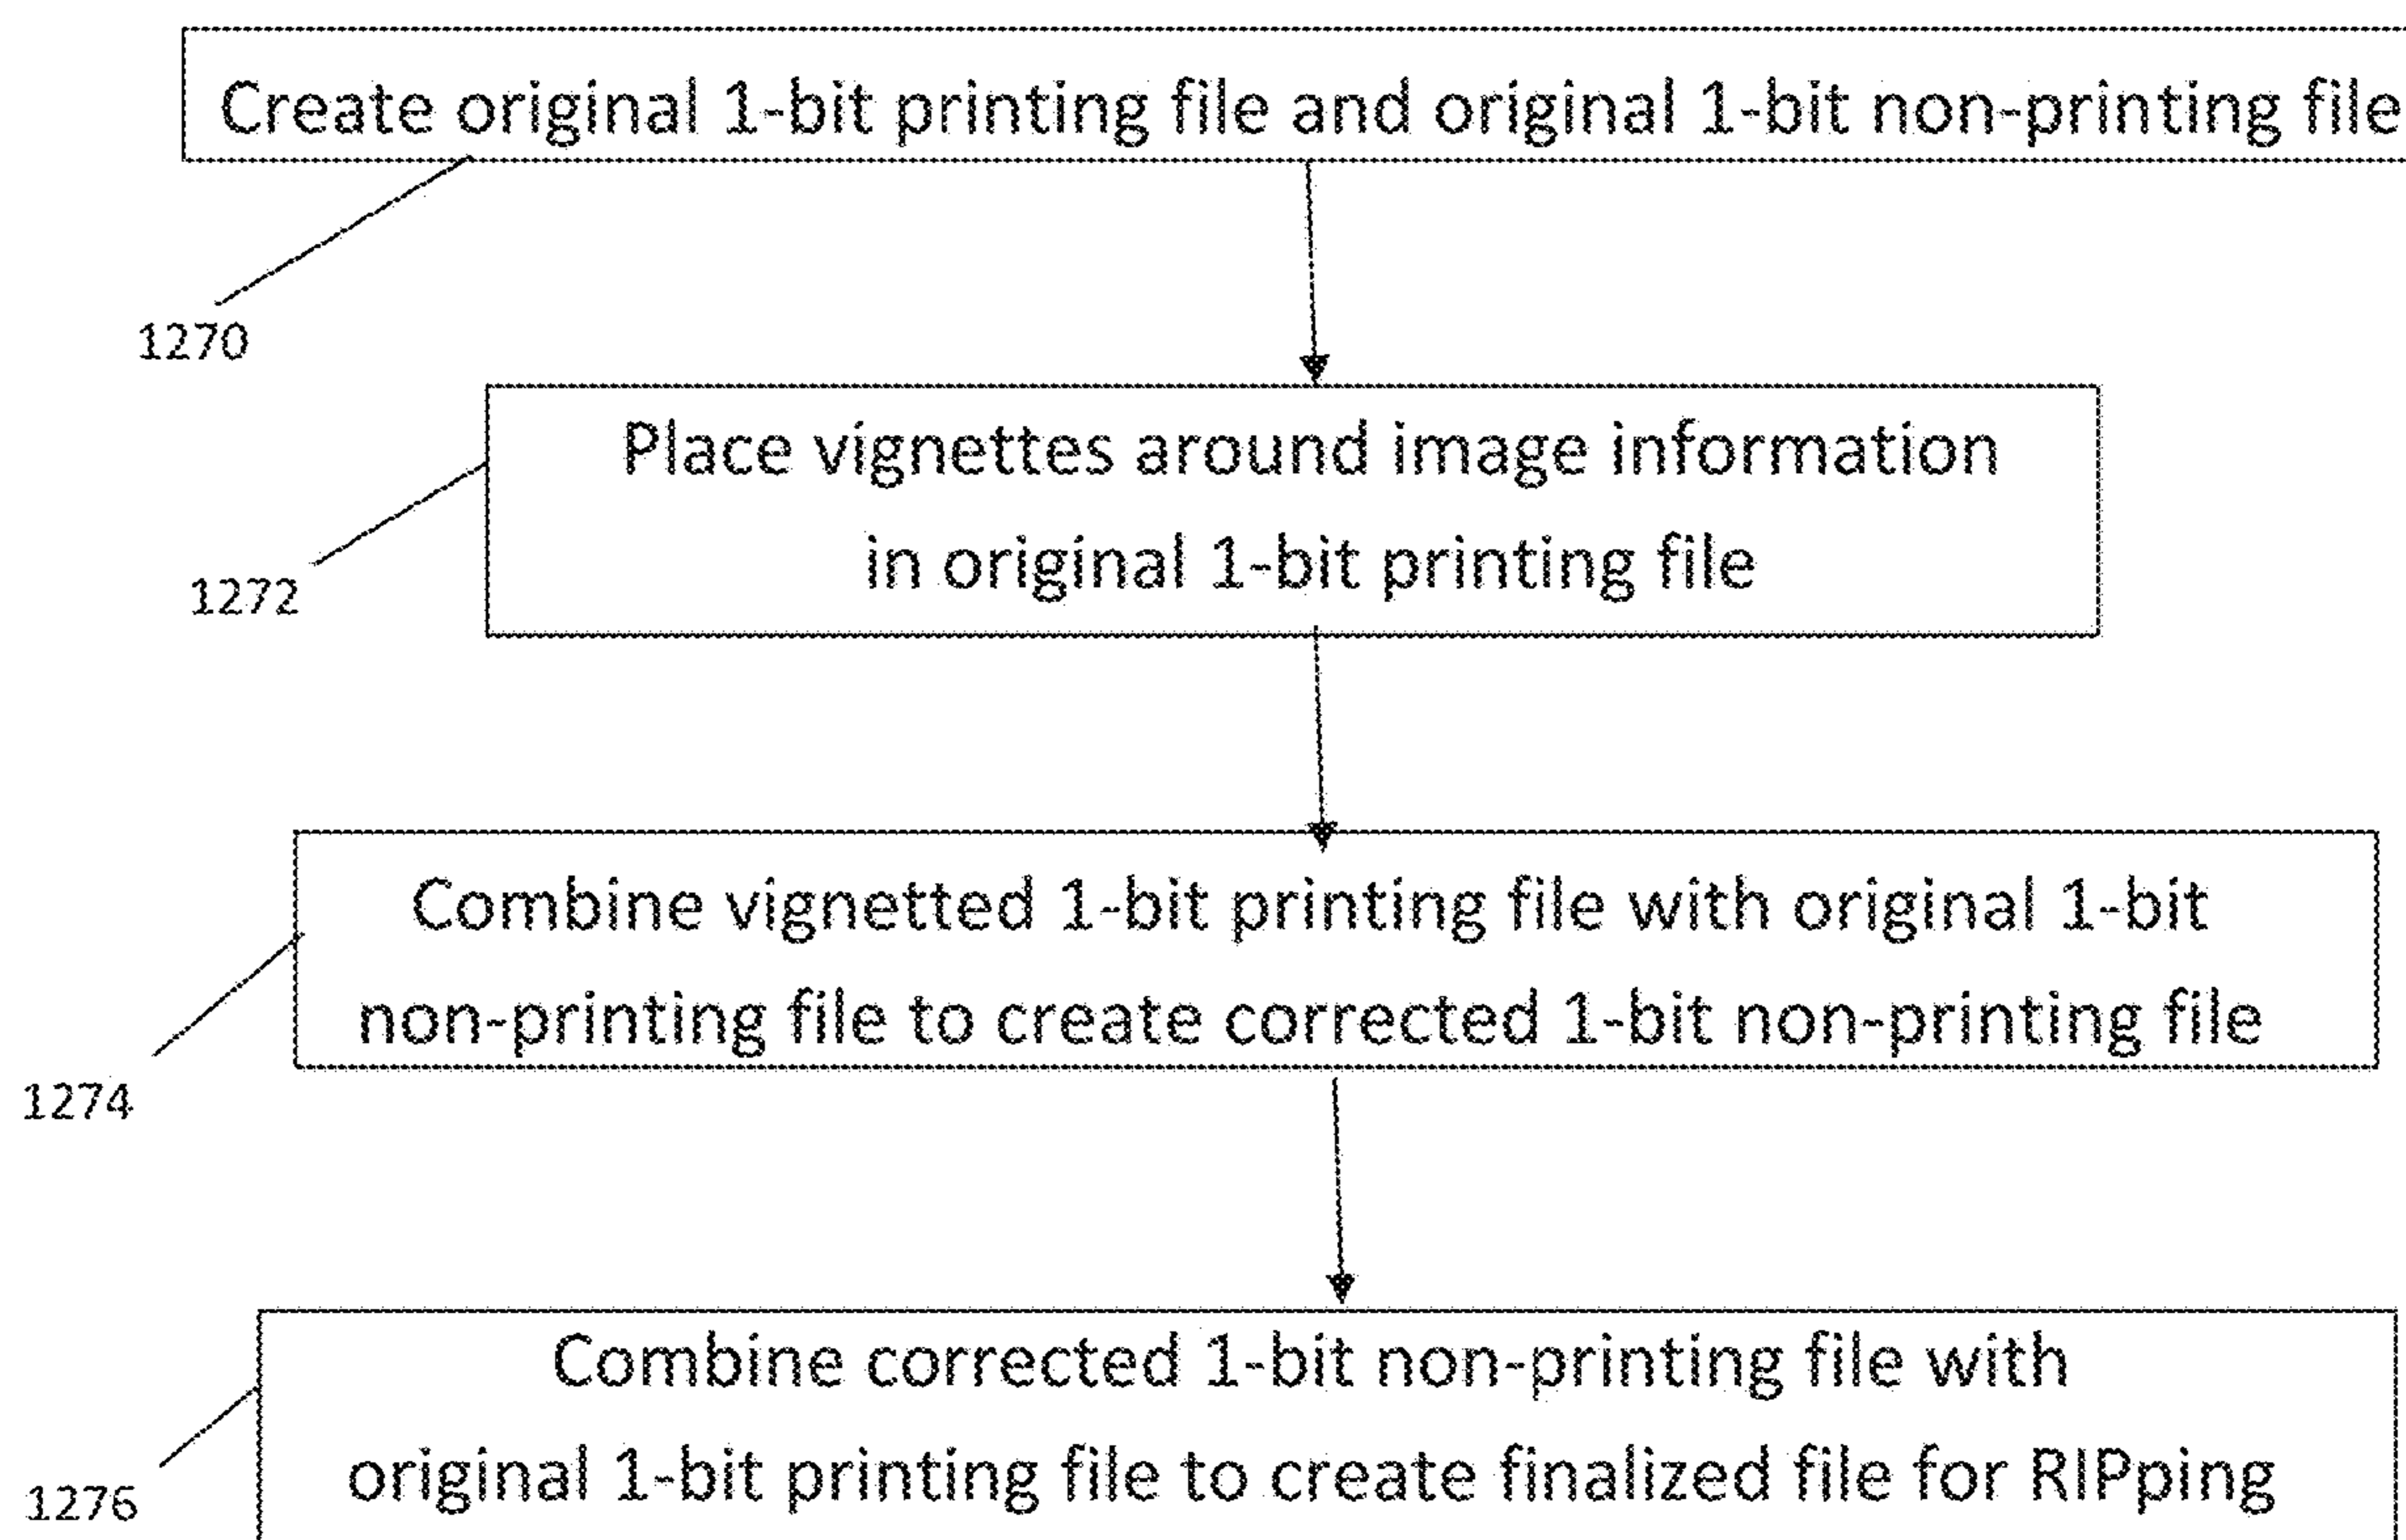 Create original 1-bit printing file and original 1-bit non-printing file
1270
Place vignettes around image information
in original 1-bit printing file
1272
Combine vignetted 1-bit printing file with original 1-bit
non-printing file to create corrected 1-bit non-printing file
1274
Combine corrected 1-bit non-printing file with
original 1-bit printing file to create finalized file for RIPping
1276